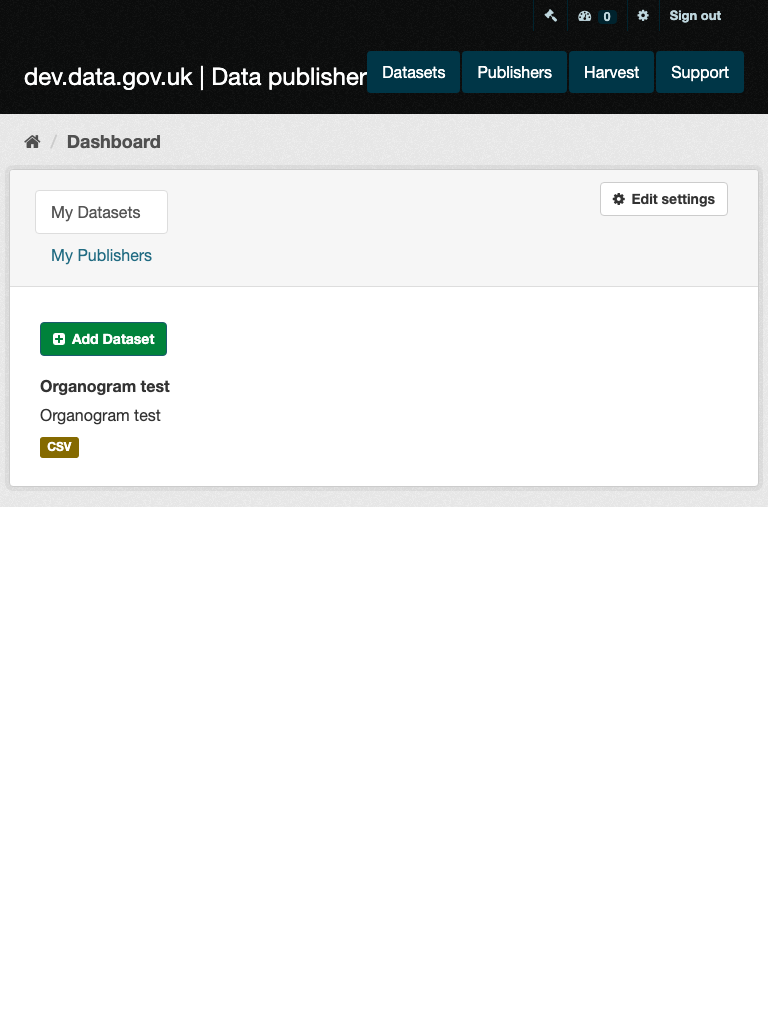 0 Sign out
dev.data.gov.uk | Data publisher Datasets Publishers Harvest Support
/ Dashboard
My Datasets
Edit settings
My Publishers
Add Dataset
Organogram test
Organogram test
CSV